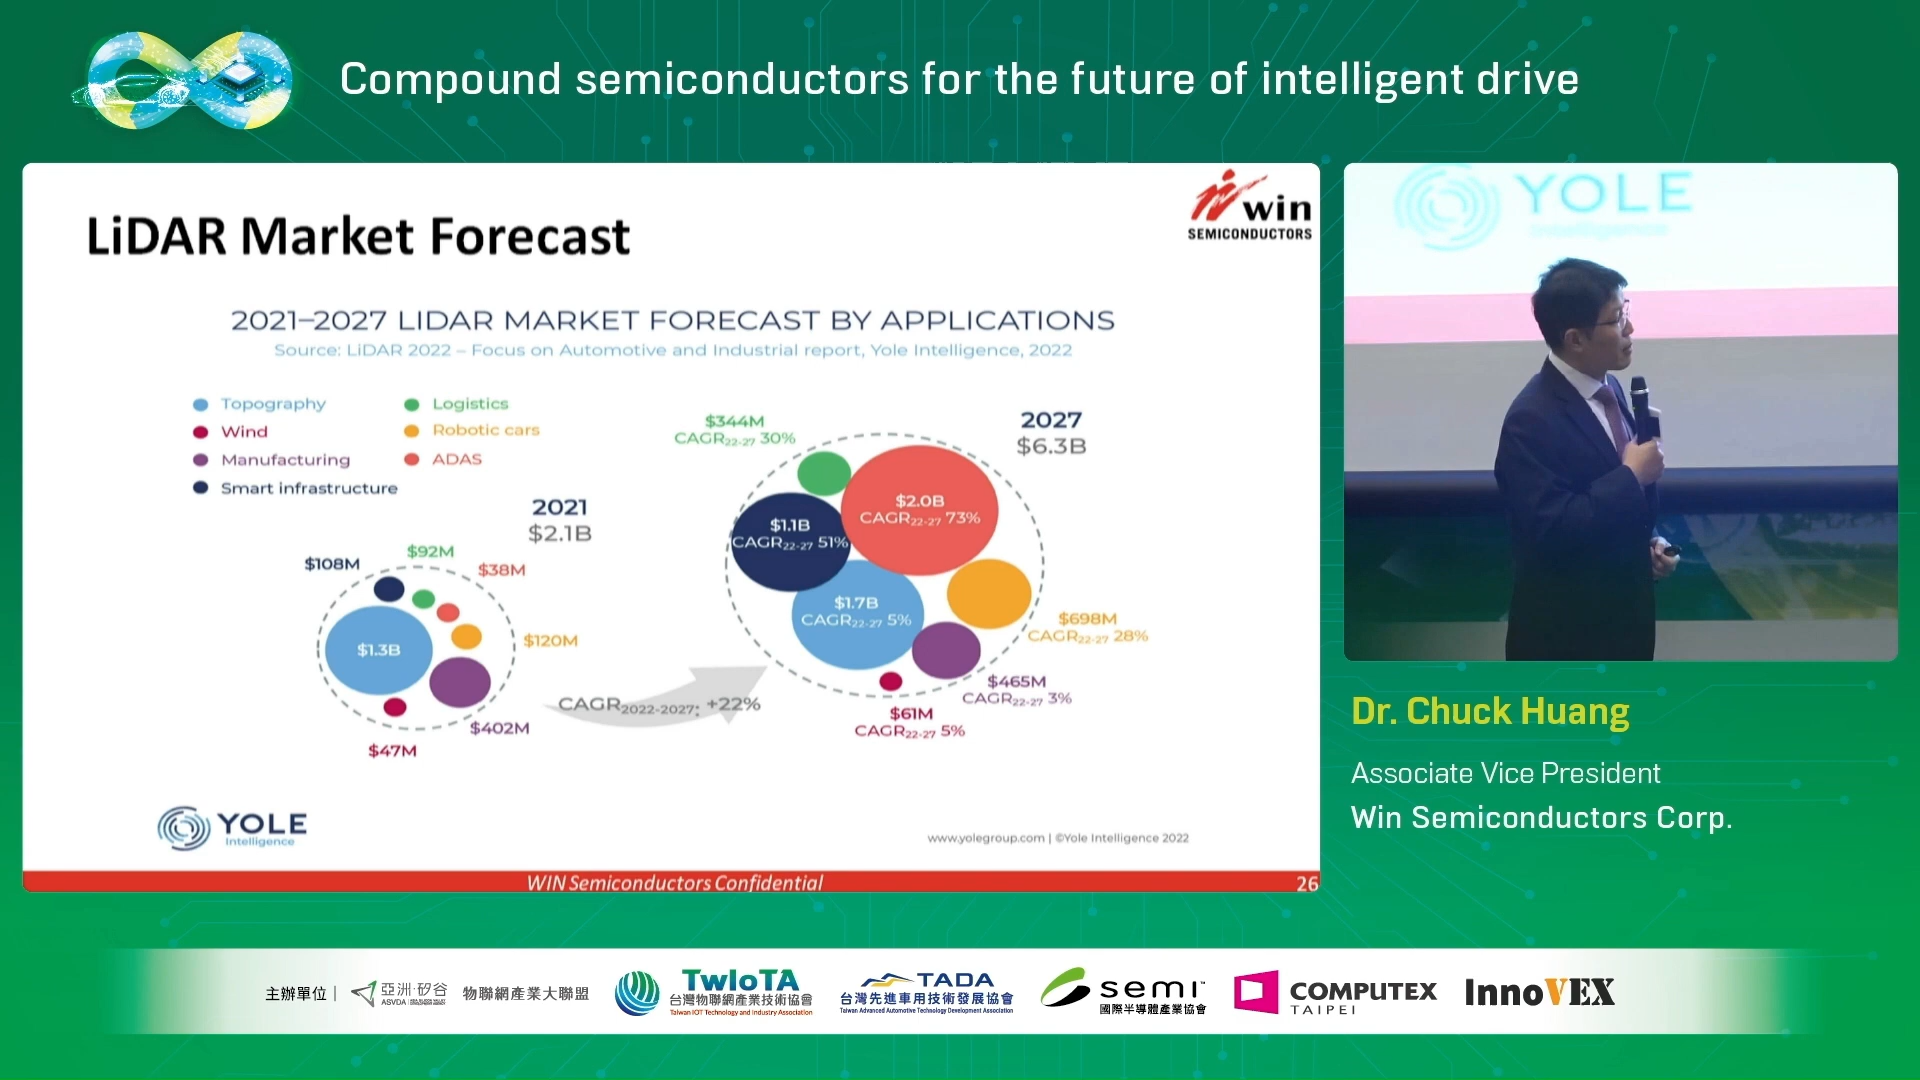 Compound semiconductors for the future of intelligent drive
win
SEMICONDUCTORS
LiDAR Market Forecast
2021–2027 LIDAR MARKET FORECAST BY APPLICATIONS
Source: LiDAR 2022 – Focus on Automotive and Industrial report, Yole Intelligence, 2022
Topography
Wind
Manufacturing
Smart infrastructure
Logistics
Robotic cars
ADAS
2021
$2.1B
$108M
$92M
$38M
$120M
$1.3B
$402M
$47M
CAGR2022-2027: +22%
2027
$6.3B
$344M
CAGR22-27 30%
$2.0B
CAGR22-27 73%
$1.1B
CAGR22-27 51%
$1.7B
CAGR22-27 5%
$698M
CAGR22-27 28%
$465M
CAGR22-27 3%
$61M
CAGR22-27 5%
YOLE
Intelligence
www.yolegroup.com | ©Yole Intelligence 2022
WIN Semiconductors Confidential
26
YOLE
Intelligence
Dr. Chuck Huang
Associate Vice President
Win Semiconductors Corp.
主辦單位 |
亞洲·矽谷
ASVDA
物聯網產業大聯盟
TwIoTA
台灣物聯網產業技術協會
Taiwan IOT Technology and Industry Association
TADA
台灣先進車用技術發展協會
Taiwan Advanced Automotive Technology Development Association
semi™
國際半導體產業協會
COMPUTEX
TAIPEI
InnoVEX